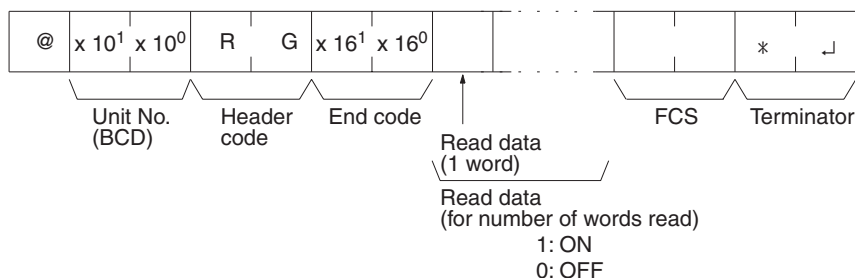 @ x 10¹ x 10⁰ R G x 16¹ x 16⁰ * ↵
Unit No. (BCD)
Header code
End code
Read data
(1 word)
Read data
(for number of words read)
1: ON
0: OFF
FCS
Terminator